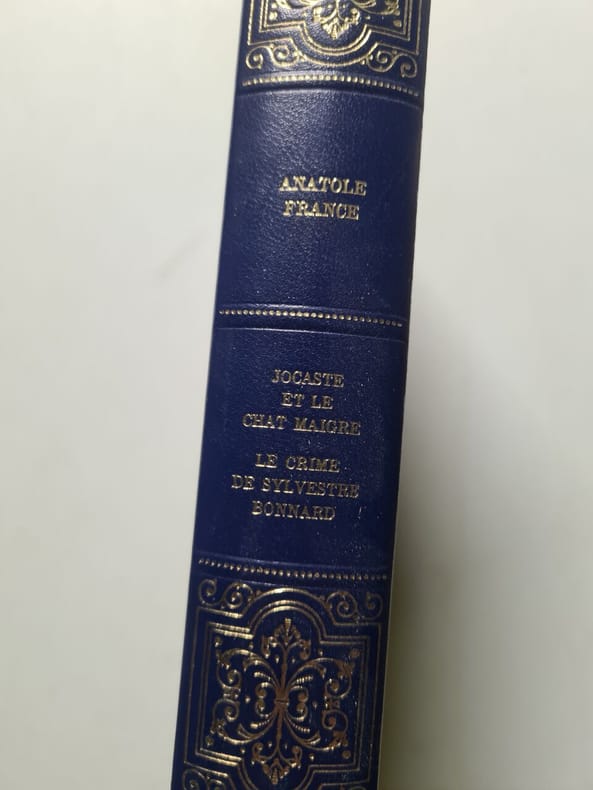 ANATOLE
FRANCE
JOCASTE
ET LE
CHAT MAIGRE
LE CRIME
DE SYLVESTRE
BONNARD